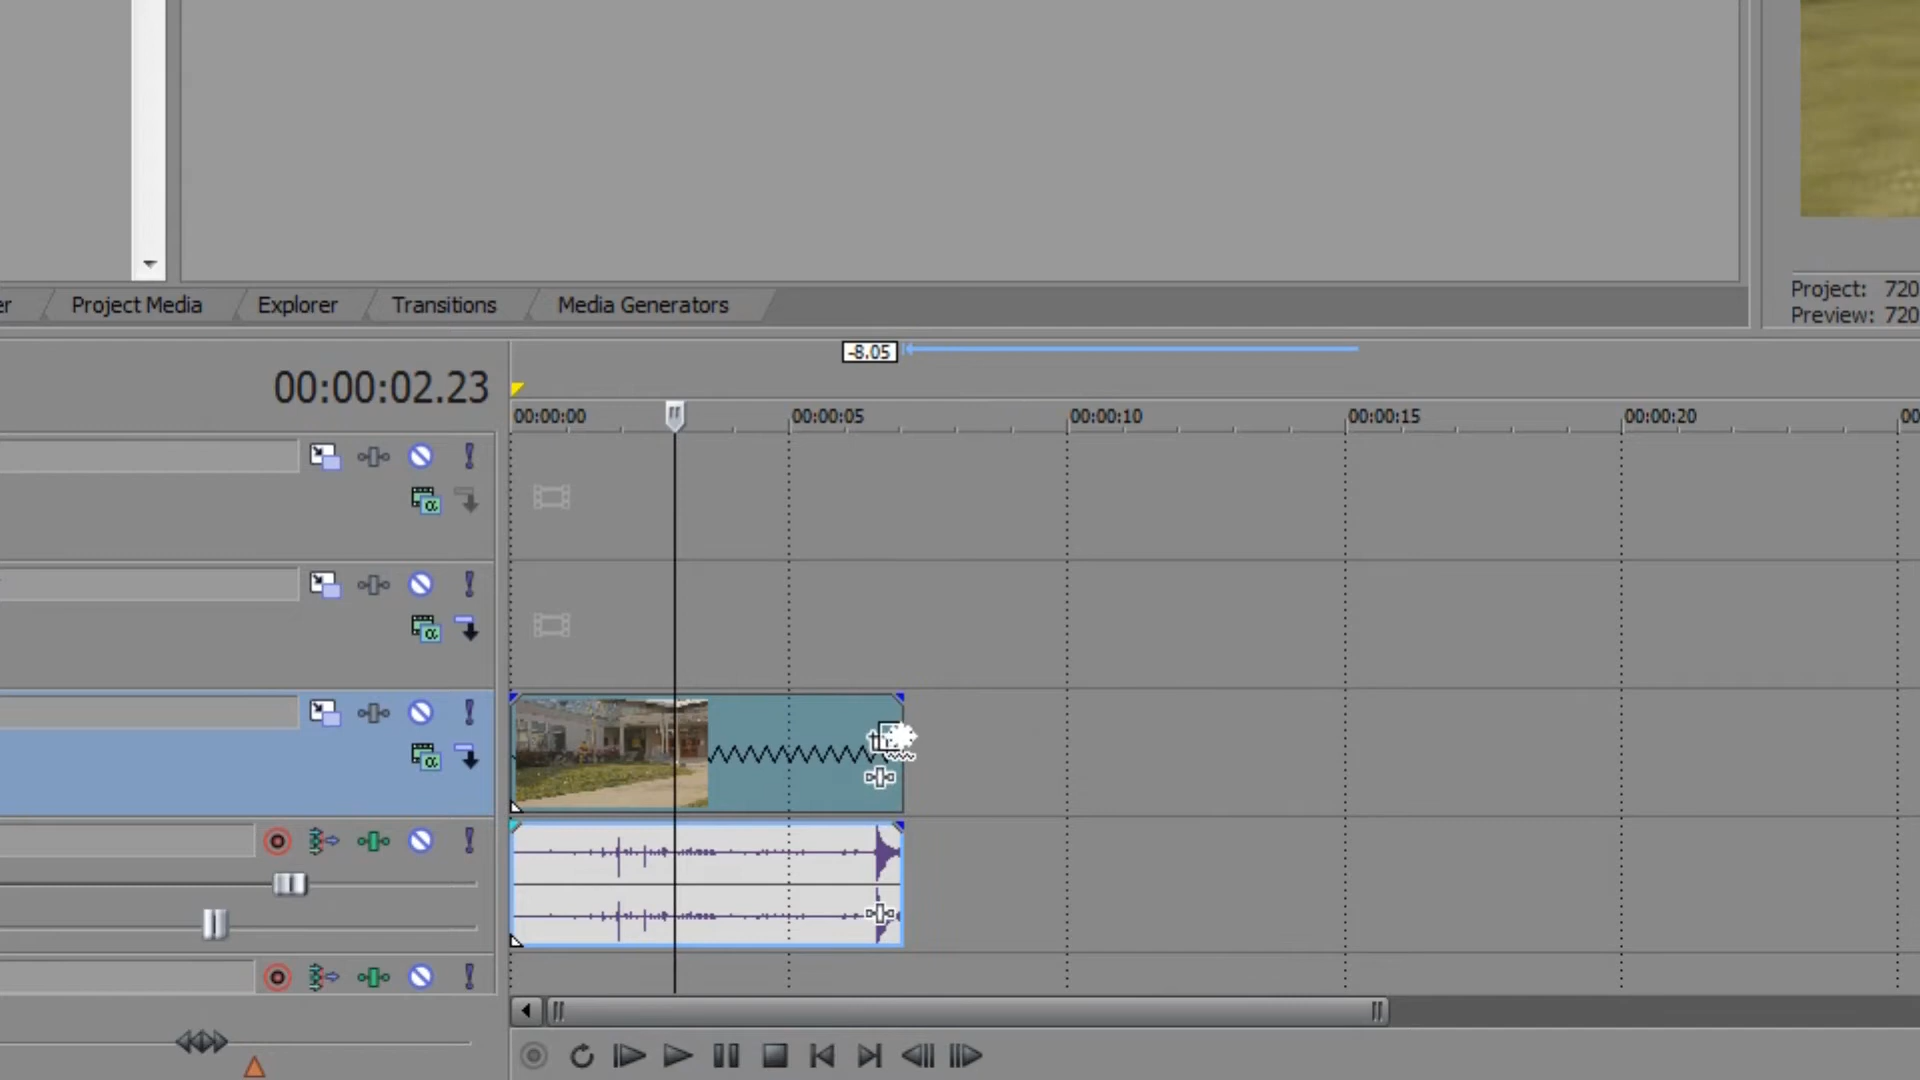 er
Project Media
Explorer
Transitions
Media Generators
Project: 720
Preview: 720
-8.05
00:00:02.23
00:00:00
00:00:05
00:00:10
00:00:15
00:00:20
00